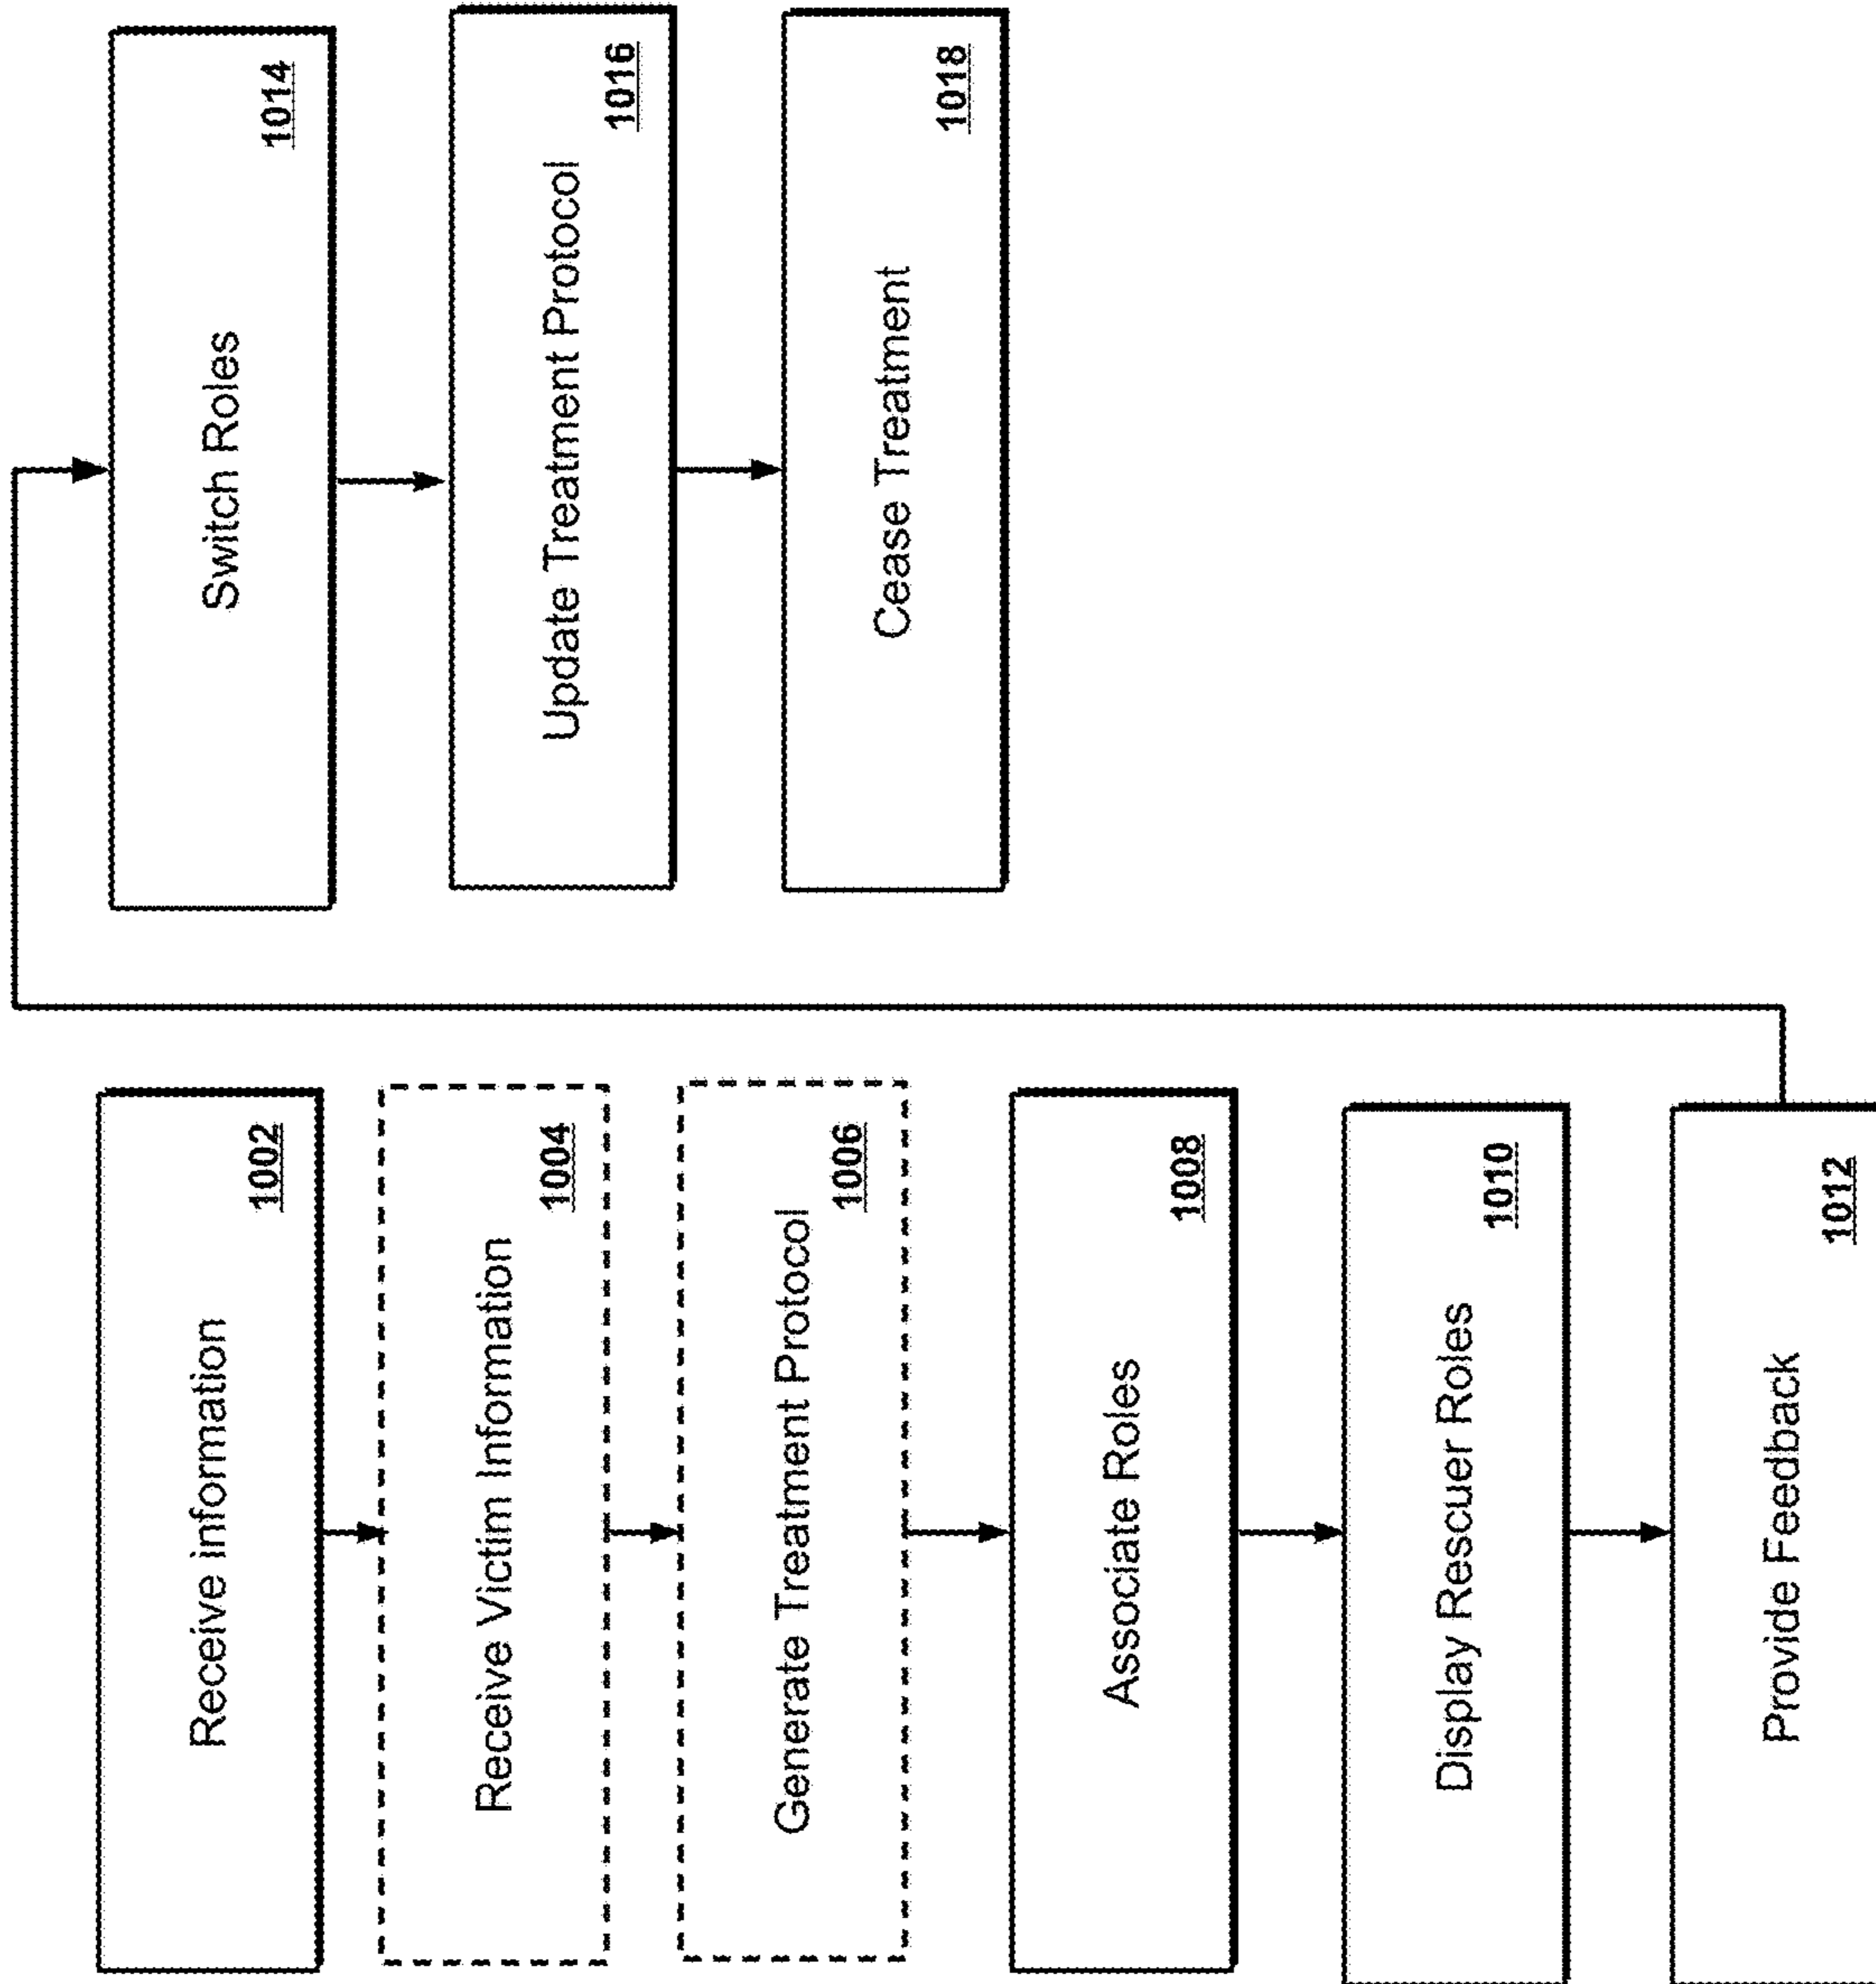 Receive information
1002
Receive Victim Information
1004
Generate Treatment Protocol
1006
Associate Roles
1008
Display Rescuer Roles
1010
Provide Feedback
1012
Switch Roles
1014
Update Treatment Protocol
1016
Cease Treatment
1018